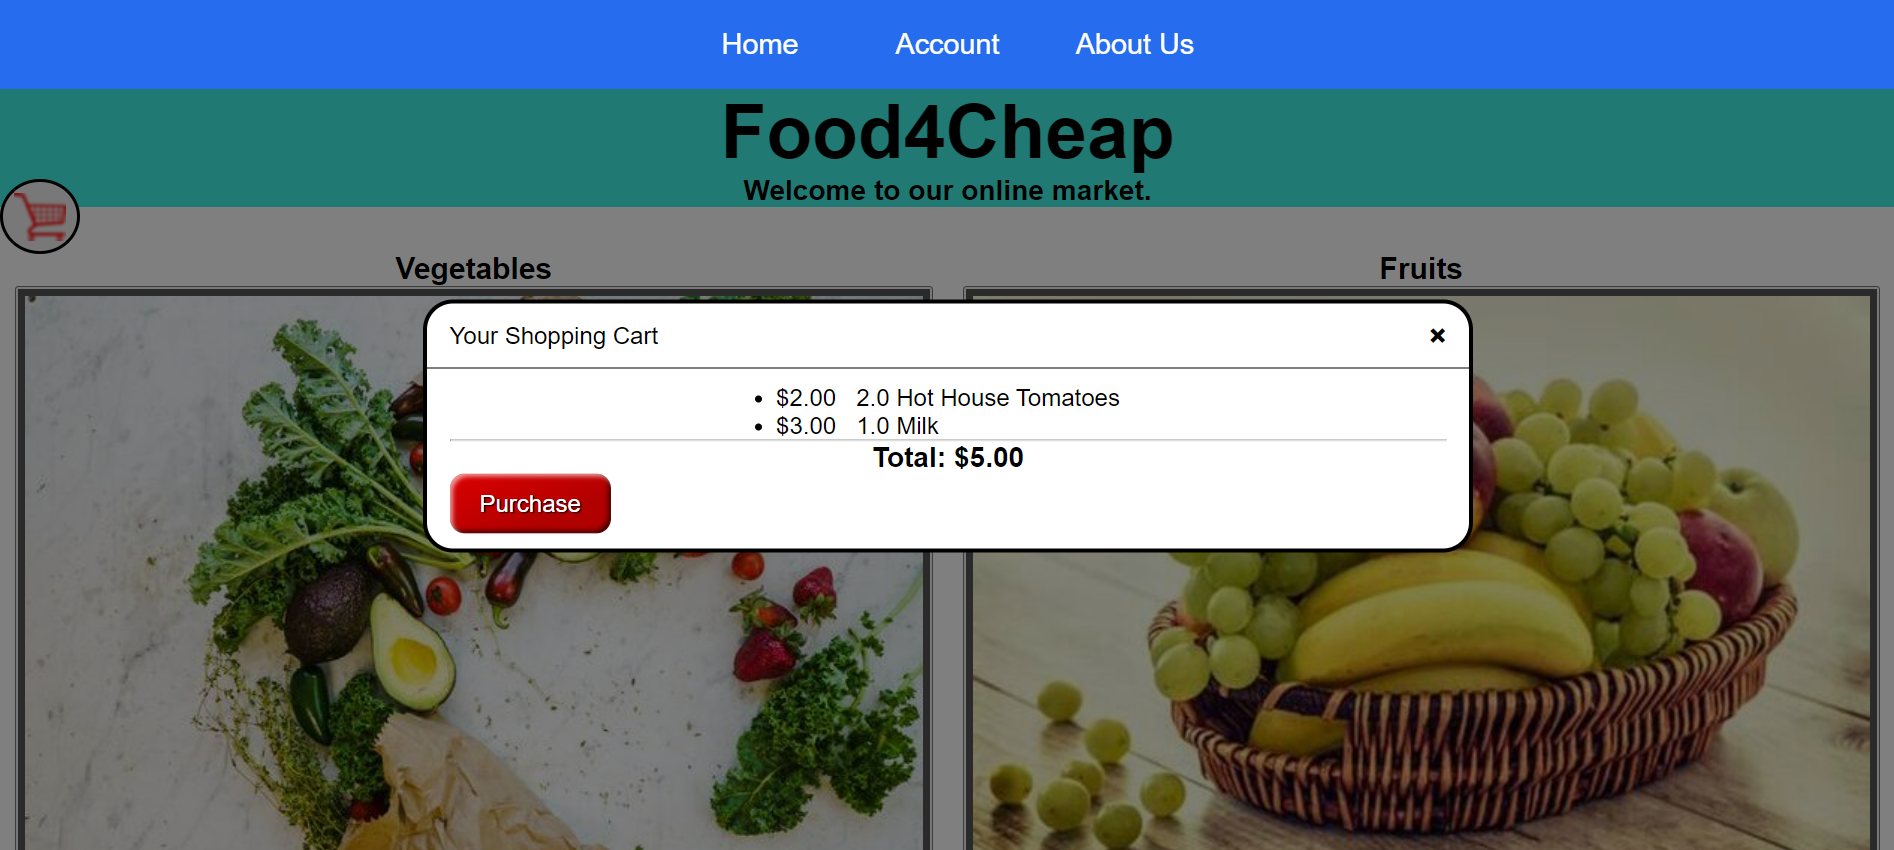 Home Account About Us
Food4Cheap
Welcome to our online market.
Vegetables Fruits
Your Shopping Cart ×
• $2.00 2.0 Hot House Tomatoes
• $3.00 1.0 Milk
Total: $5.00
Purchase